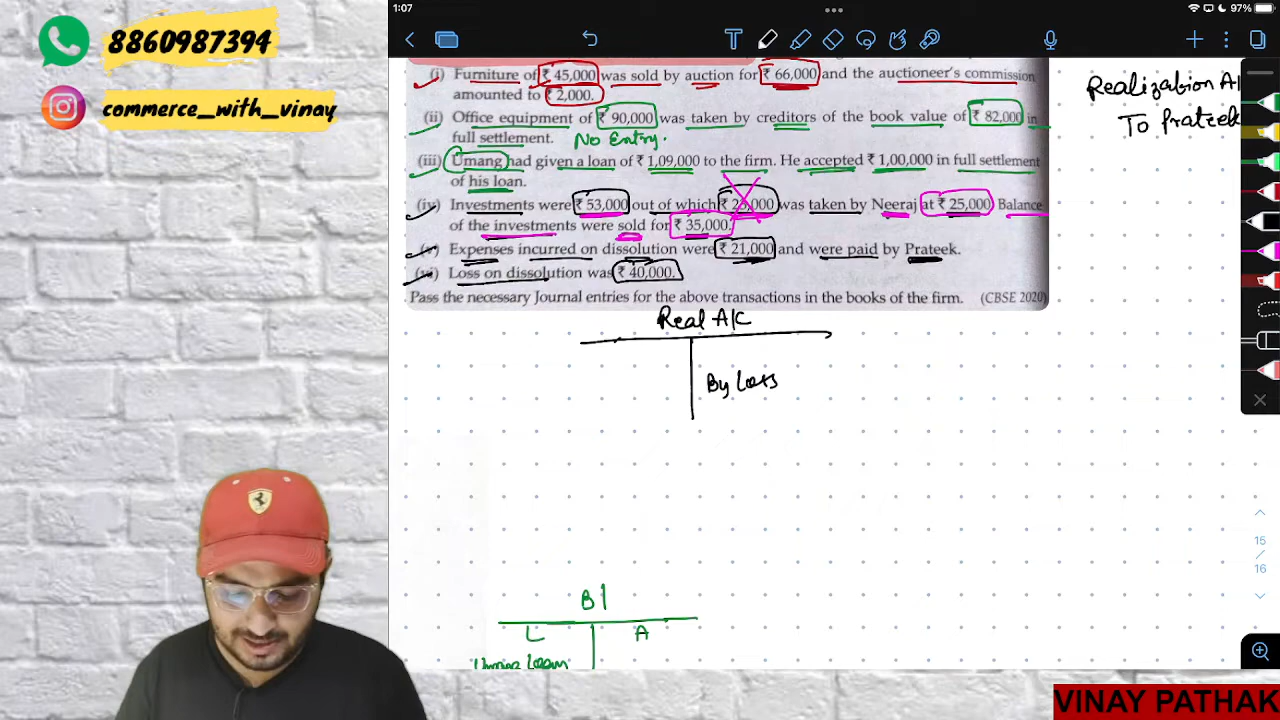 8860987394
commerce_with_vinay
1:07
97%
(i) Furniture of ₹ 45,000 was sold by auction for ₹ 66,000 and the auctioneer's commission
amounted to ₹ 2,000.
(ii) Office equipment of ₹ 90,000 was taken by creditors of the book value of ₹ 82,000 in
full settlement. No Entry.
(iii) Umang had given a loan of ₹ 1,09,000 to the firm. He accepted ₹ 1,00,000 in full settlement
of his loan.
(iv) Investments were ₹ 53,000 out of which ₹ 23,000 was taken by Neeraj at ₹ 25,000. Balance
of the investments were sold for ₹ 35,000.
(v) Expenses incurred on dissolution were ₹ 21,000 and were paid by Prateek.
(vi) Loss on dissolution was ₹ 40,000.
Pass the necessary Journal entries for the above transactions in the books of the firm. (CBSE 2020)
Realization A/
To Prateek
Real A/C
By Loss
B/
L A
Umang Loan
15
/
16
VINAY PATHAK